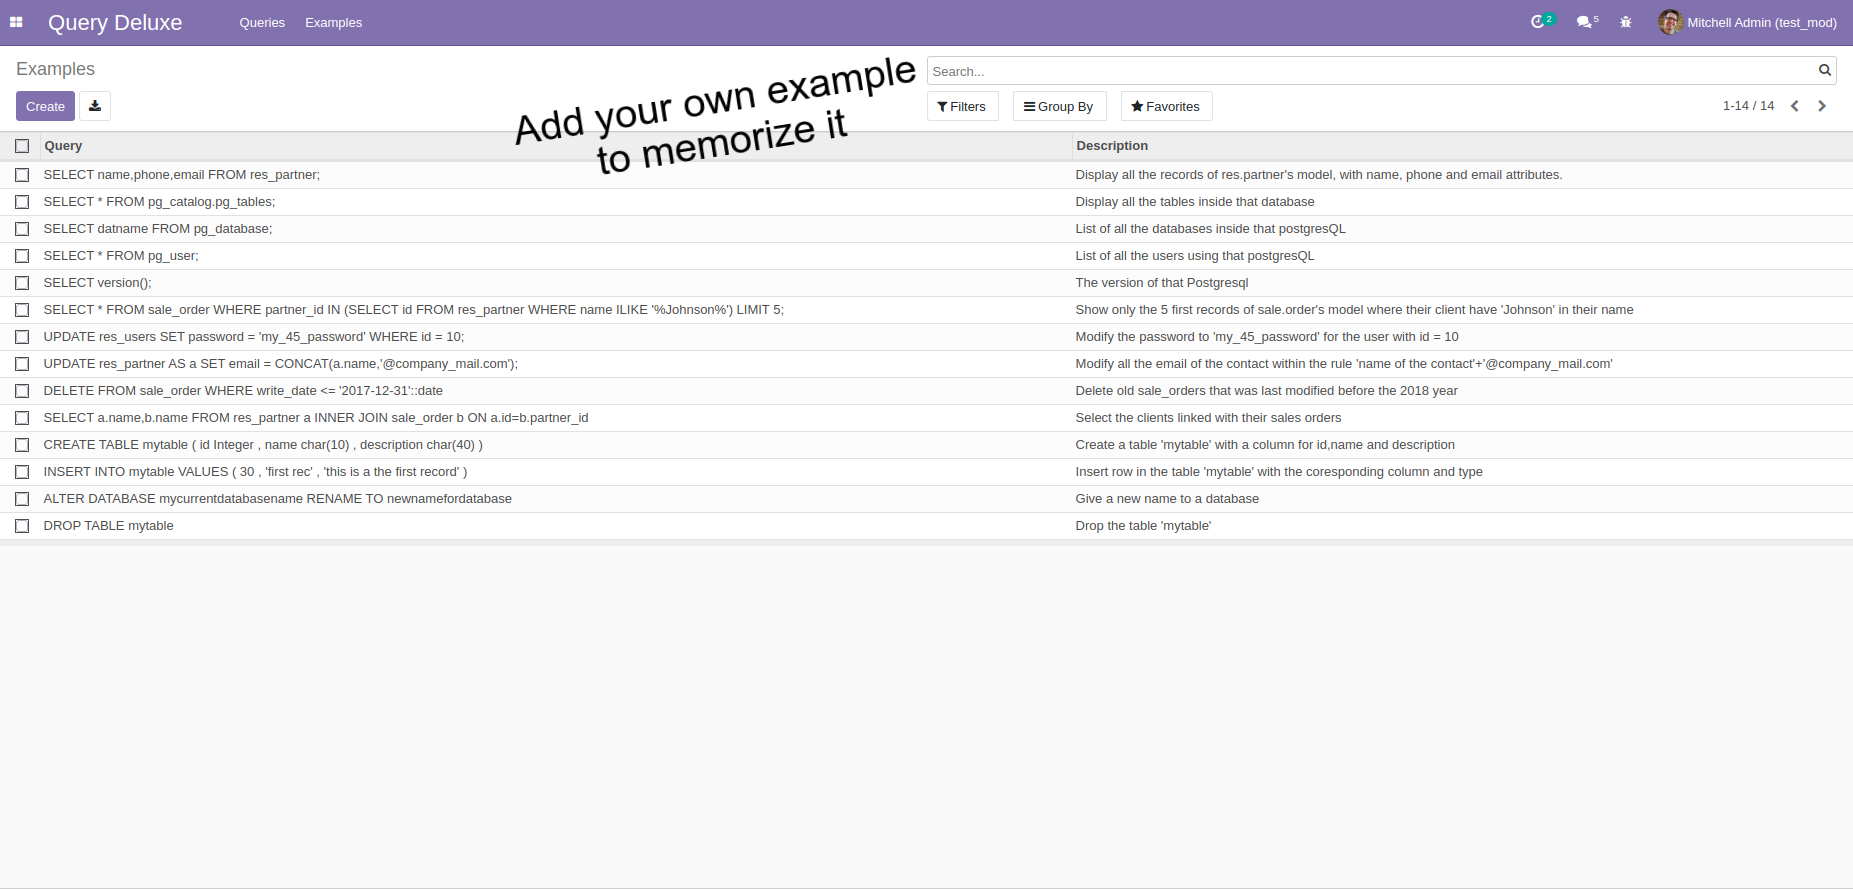 Query Deluxe Queries Examples 2 5 Mitchell Admin (test_mod)
Examples
Search...
Create
Filters Group By Favorites 1-14 / 14
Add your own example
to memorize it
Query Description
SELECT name,phone,email FROM res_partner; Display all the records of res.partner's model, with name, phone and email attributes.
SELECT * FROM pg_catalog.pg_tables; Display all the tables inside that database
SELECT datname FROM pg_database; List of all the databases inside that postgresQL
SELECT * FROM pg_user; List of all the users using that postgresQL
SELECT version(); The version of that Postgresql
SELECT * FROM sale_order WHERE partner_id IN (SELECT id FROM res_partner WHERE name ILIKE '%Johnson%') LIMIT 5; Show only the 5 first records of sale.order's model where their client have 'Johnson' in their name
UPDATE res_users SET password = 'my_45_password' WHERE id = 10; Modify the password to 'my_45_password' for the user with id = 10
UPDATE res_partner AS a SET email = CONCAT(a.name,'@company_mail.com'); Modify all the email of the contact within the rule 'name of the contact'+'@company_mail.com'
DELETE FROM sale_order WHERE write_date <= '2017-12-31'::date Delete old sale_orders that was last modified before the 2018 year
SELECT a.name,b.name FROM res_partner a INNER JOIN sale_order b ON a.id=b.partner_id Select the clients linked with their sales orders
CREATE TABLE mytable ( id Integer , name char(10) , description char(40) ) Create a table 'mytable' with a column for id,name and description
INSERT INTO mytable VALUES ( 30 , 'first rec' , 'this is a the first record' ) Insert row in the table 'mytable' with the coresponding column and type
ALTER DATABASE mycurrentdatabasename RENAME TO newnamefordatabase Give a new name to a database
DROP TABLE mytable Drop the table 'mytable'